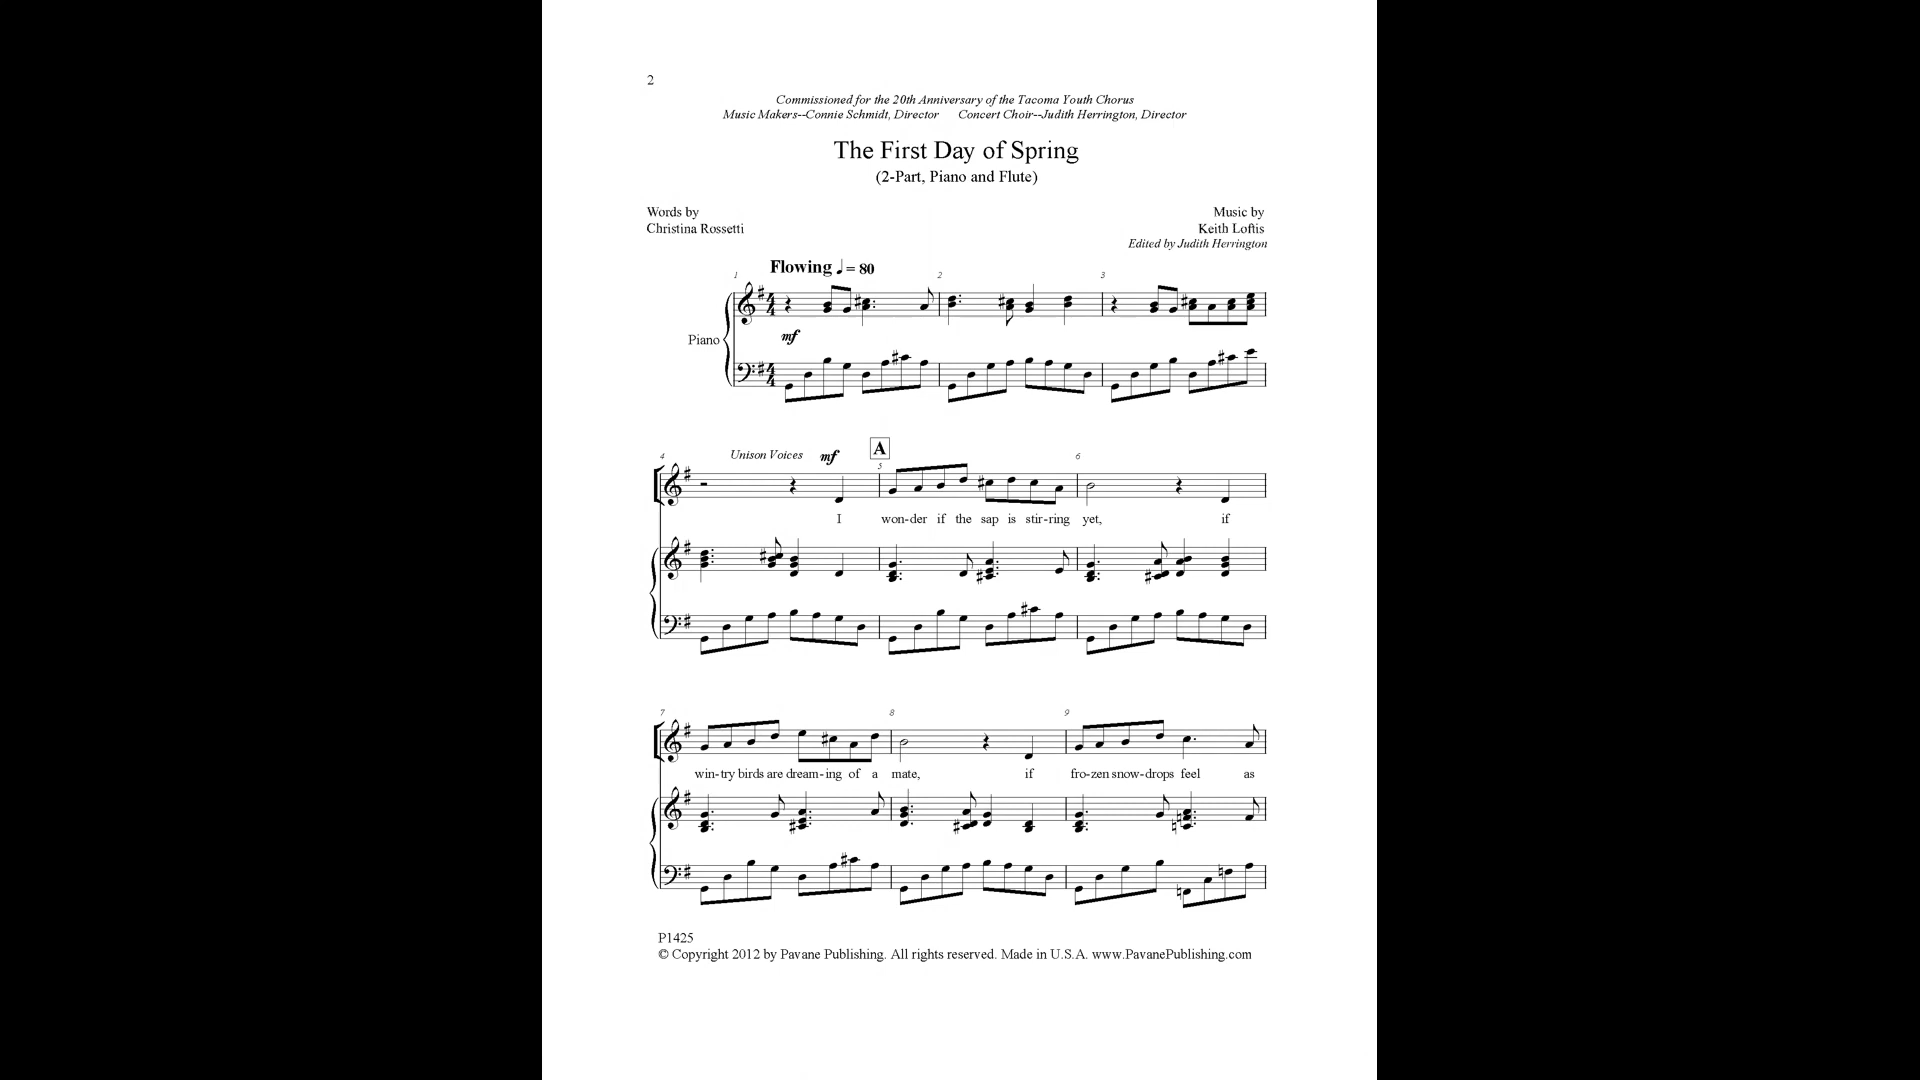 2
Commissioned for the 20th Anniversary of the Tacoma Youth Chorus
Music Makers--Connie Schmidt, Director Concert Choir--Judith Herrington, Director
The First Day of Spring
(2-Part, Piano and Flute)
Words by
Christina Rossetti
Music by
Keith Loftis
Edited by Judith Herrington
Flowing ♩ = 80
1 2 3
Piano
mf
4 Unison Voices mf A 5 6
I won-der if the sap is stir-ring yet, if
7 8 9
win-try birds are dream-ing of a mate, if fro-zen snow-drops feel as
P1425
© Copyright 2012 by Pavane Publishing. All rights reserved. Made in U.S.A. www.PavanePublishing.com